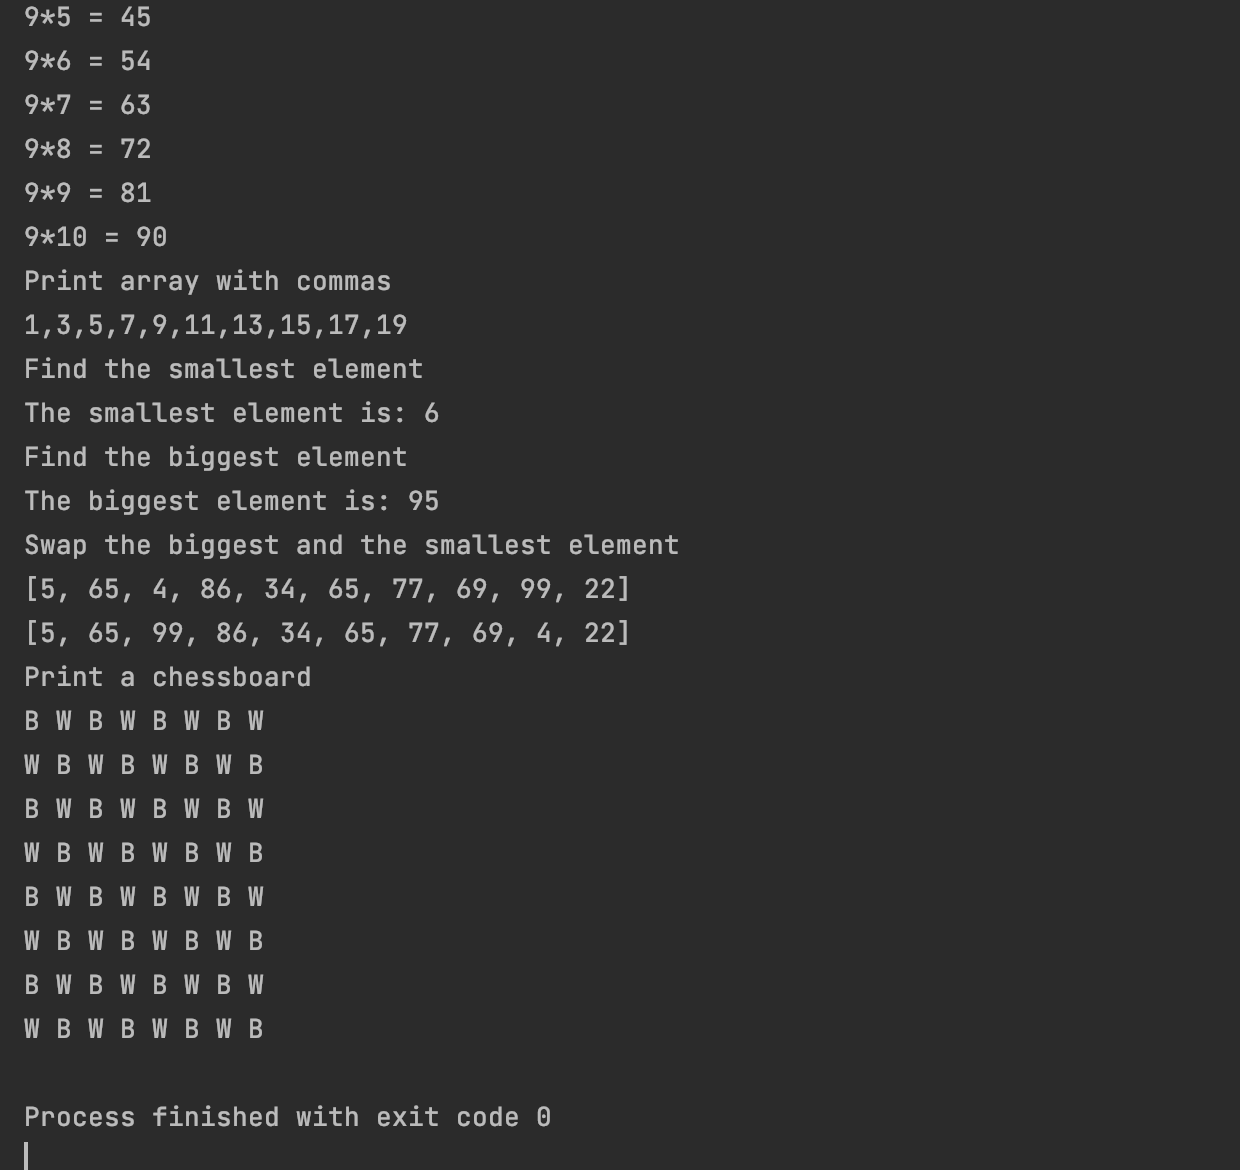 9*5 = 45
9*6 = 54
9*7 = 63
9*8 = 72
9*9 = 81
9*10 = 90
Print array with commas
1,3,5,7,9,11,13,15,17,19
Find the smallest element
The smallest element is: 6
Find the biggest element
The biggest element is: 95
Swap the biggest and the smallest element
[5, 65, 4, 86, 34, 65, 77, 69, 99, 22]
[5, 65, 99, 86, 34, 65, 77, 69, 4, 22]
Print a chessboard
B W B W B W B W
W B W B W B W B
B W B W B W B W
W B W B W B W B
B W B W B W B W
W B W B W B W B
B W B W B W B W
W B W B W B W B
Process finished with exit code 0